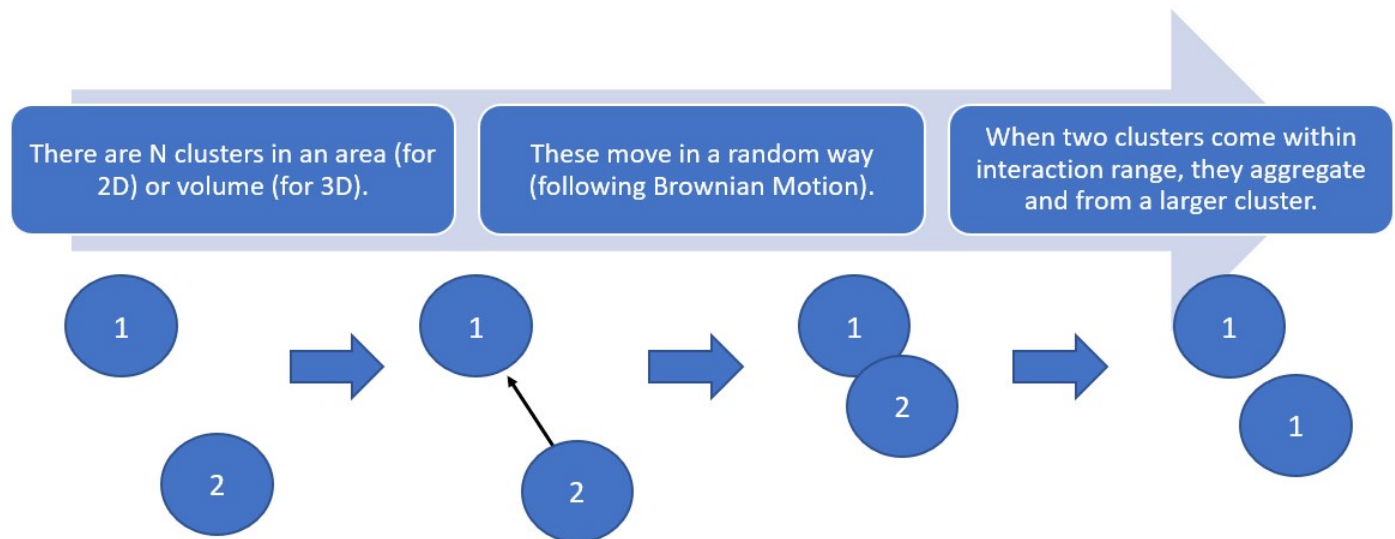 There are N clusters in an area (for
2D) or volume (for 3D).
These move in a random way
(following Brownian Motion).
When two clusters come within
interaction range, they aggregate
and from a larger cluster.
1
1
1
1
2
2
2
1